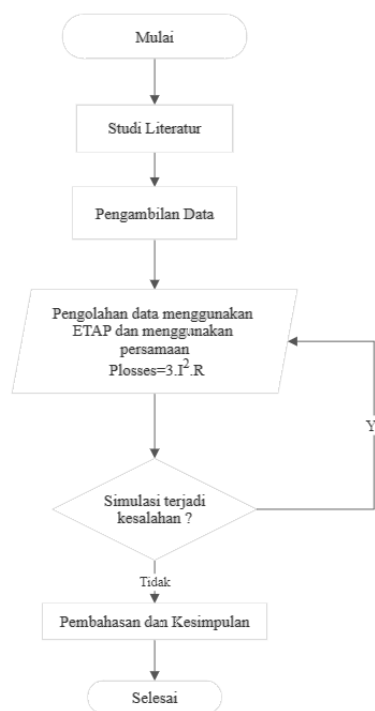 Mulai
Studi Literatur
Pengambilan Data
Pengolahan data menggunakan
ETAP dan menggunakan
persamaan
Plosses=3.I².R
Y
Simulasi terjadi
kesalahan ?
Tidak
Pembahasan dan Kesimpulan
Selesai